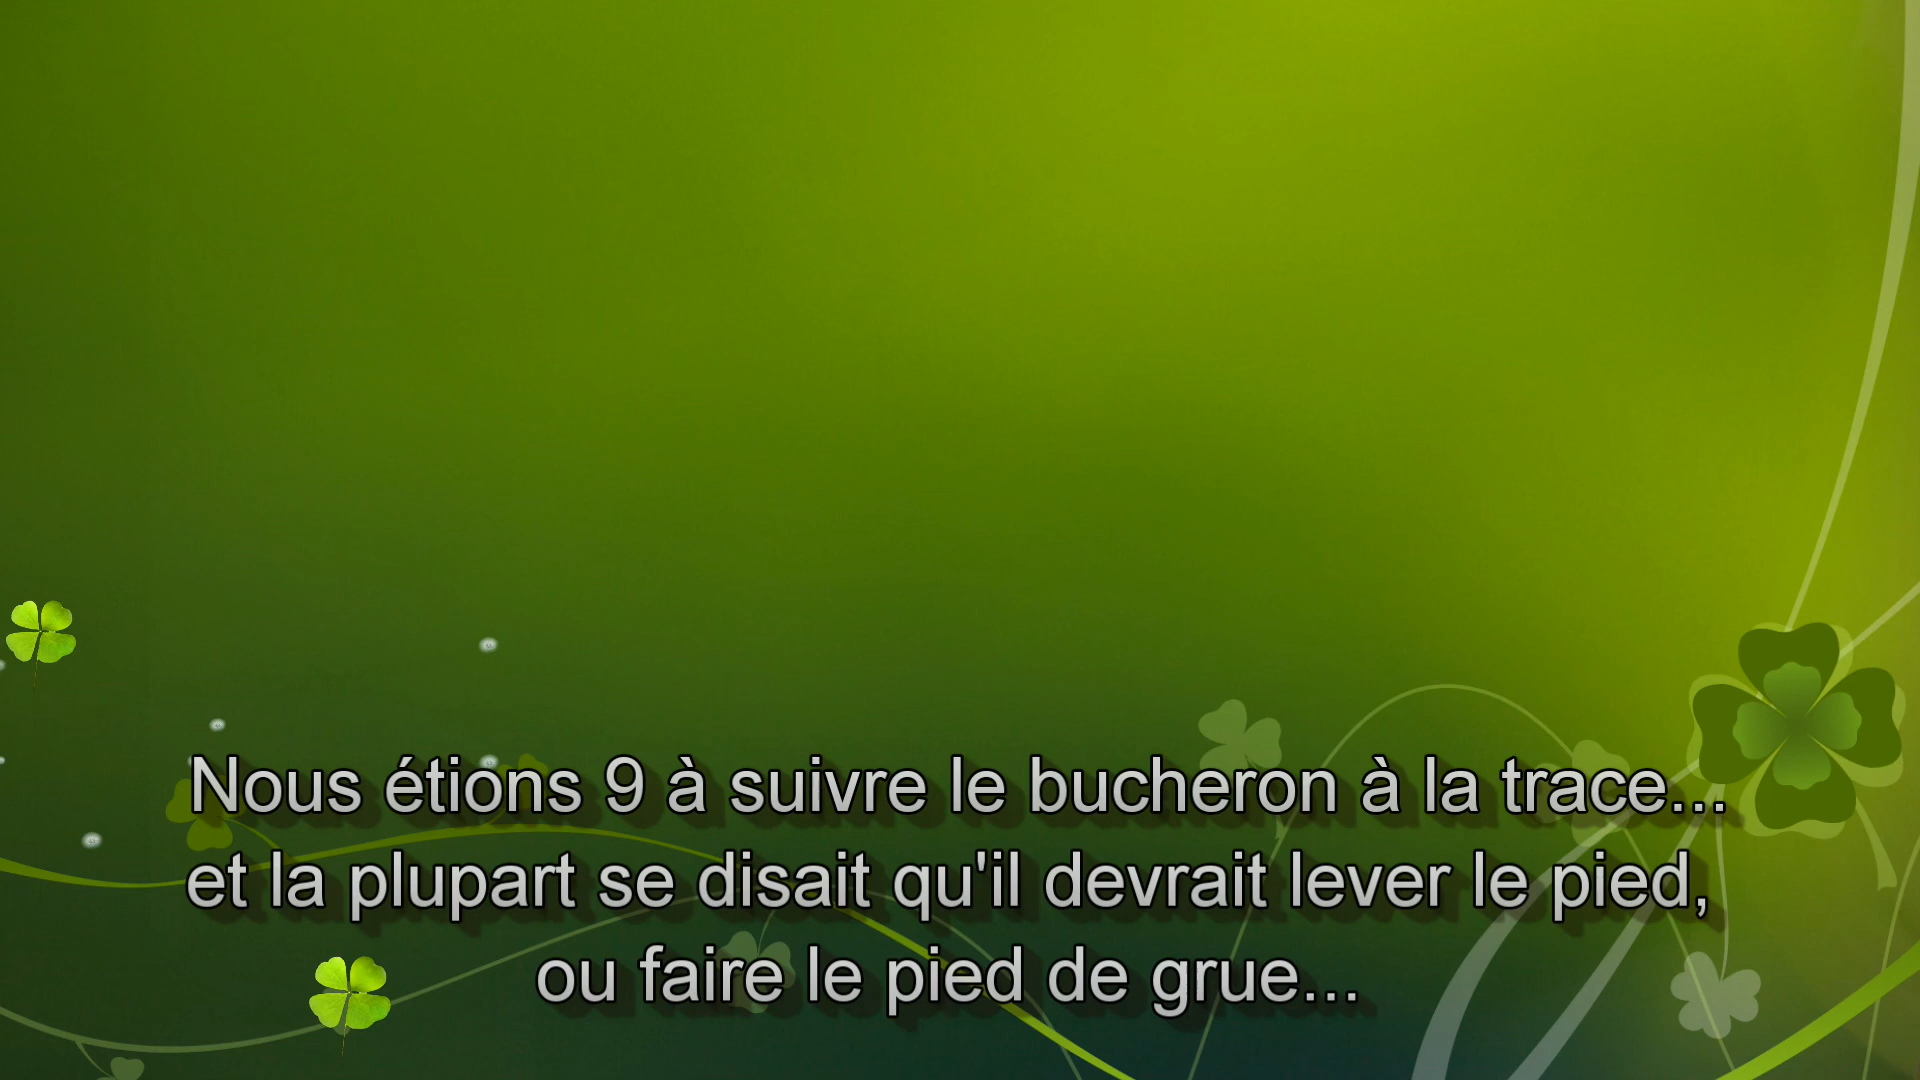 Nous étions 9 à suivre le bucheron à la trace...
et la plupart se disait qu'il devrait lever le pied,
ou faire le pied de grue...